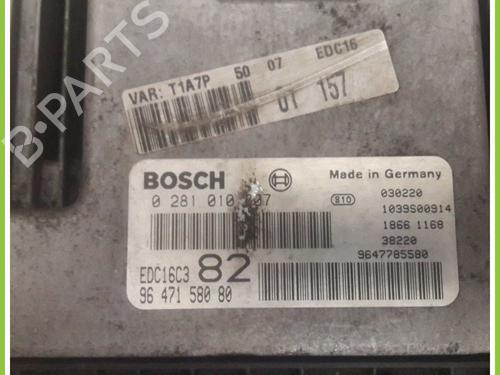 B-PARTS
VAR: T1A7P 50 07 EDC16
01 157
BOSCH
Made in Germany
0 281 010
810
030220
1039S00914
1866 1168
38220
9647785580
EDC16C3 82
96 471 580 80